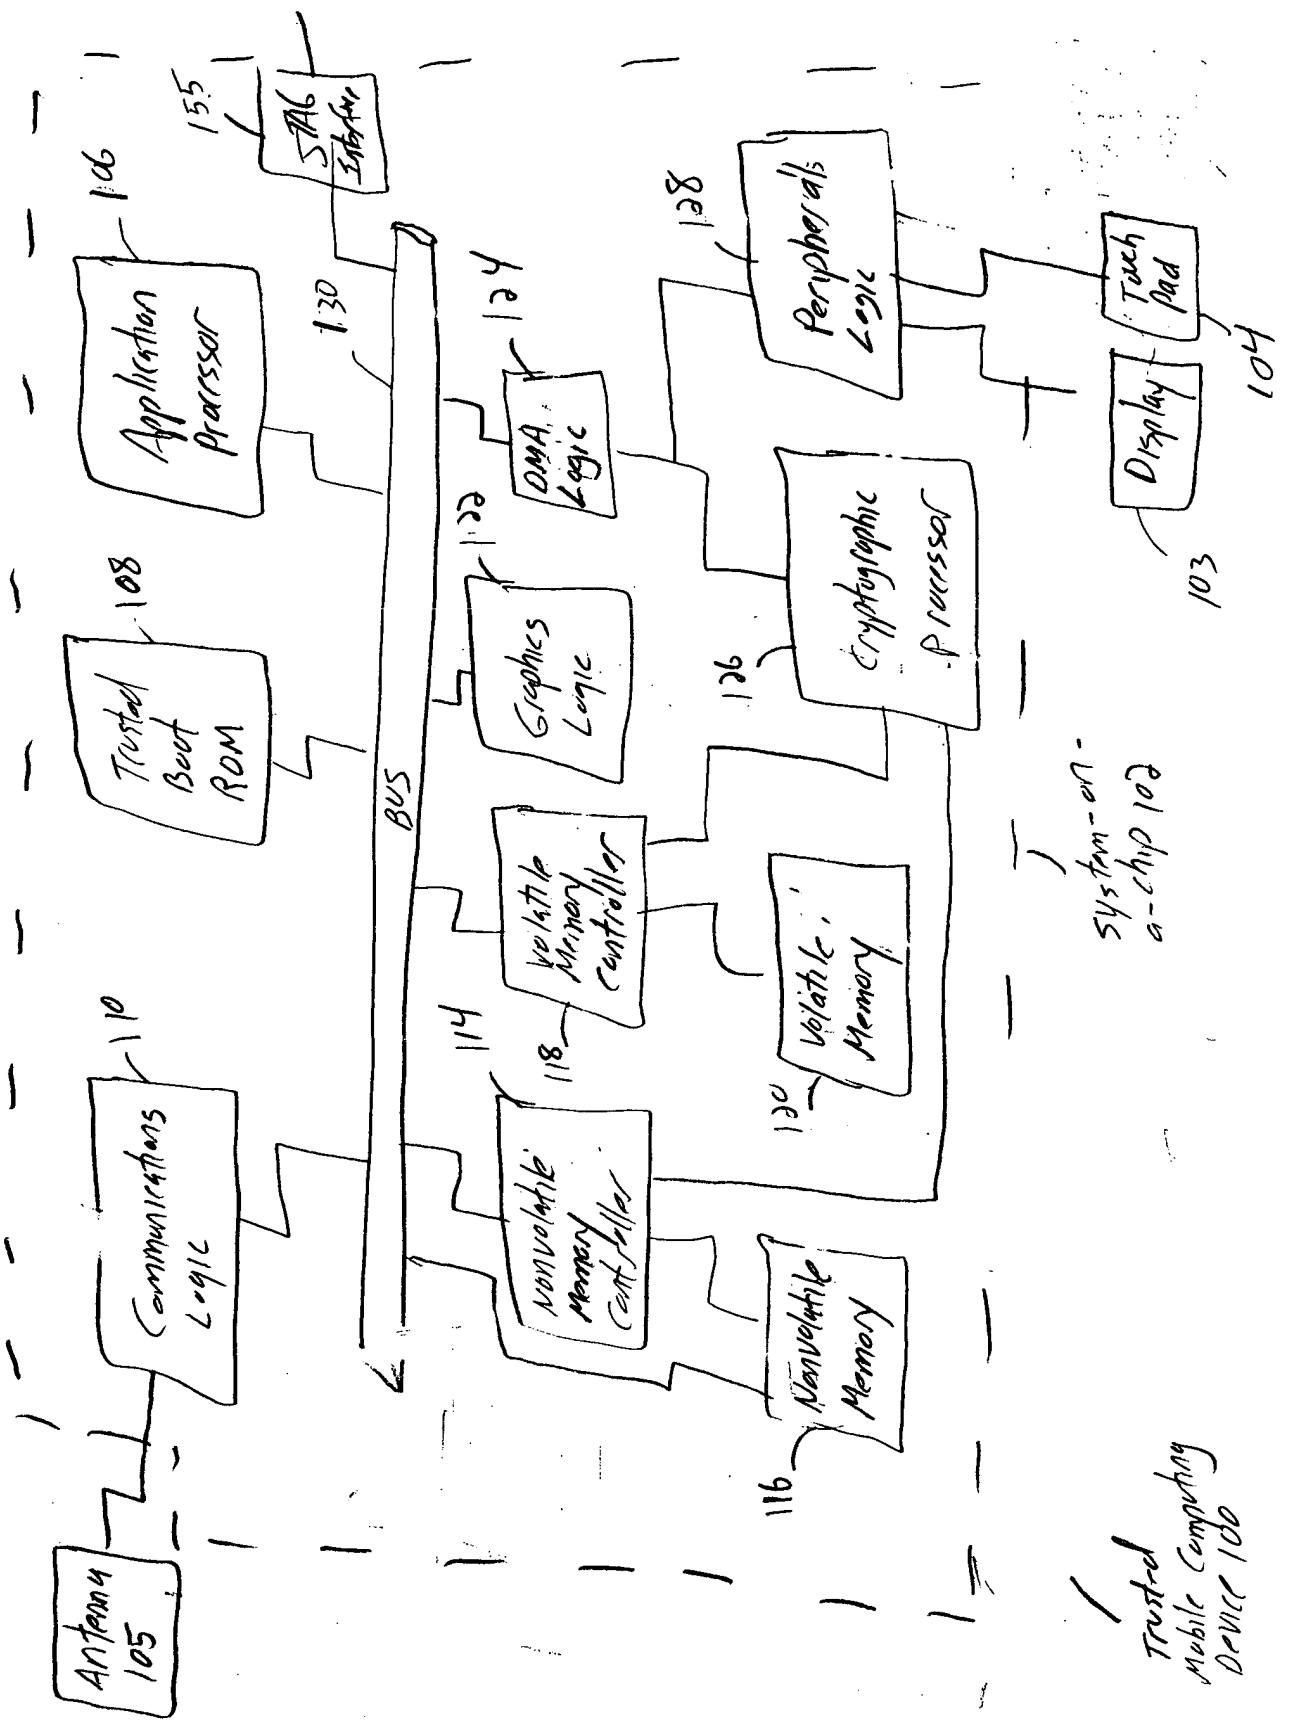 Antenna
105
110
Communications
Logic
108
Trusted
Boot
ROM
106
Application
Processor
155
JTAG
Interface
130
BUS
114
Nonvolatile
Memory
Controller
118
Volatile
Memory
Controller
122
Graphics
Logic
124
DMA
Logic
116
Nonvolatile
Memory
120
Volatile
Memory
126
Cryptographic
Processor
128
Peripherals
Logic
Trusted
Mobile Computing
Device 100
System-on-
a-chip 102
103
Display
Touch
Pad
104